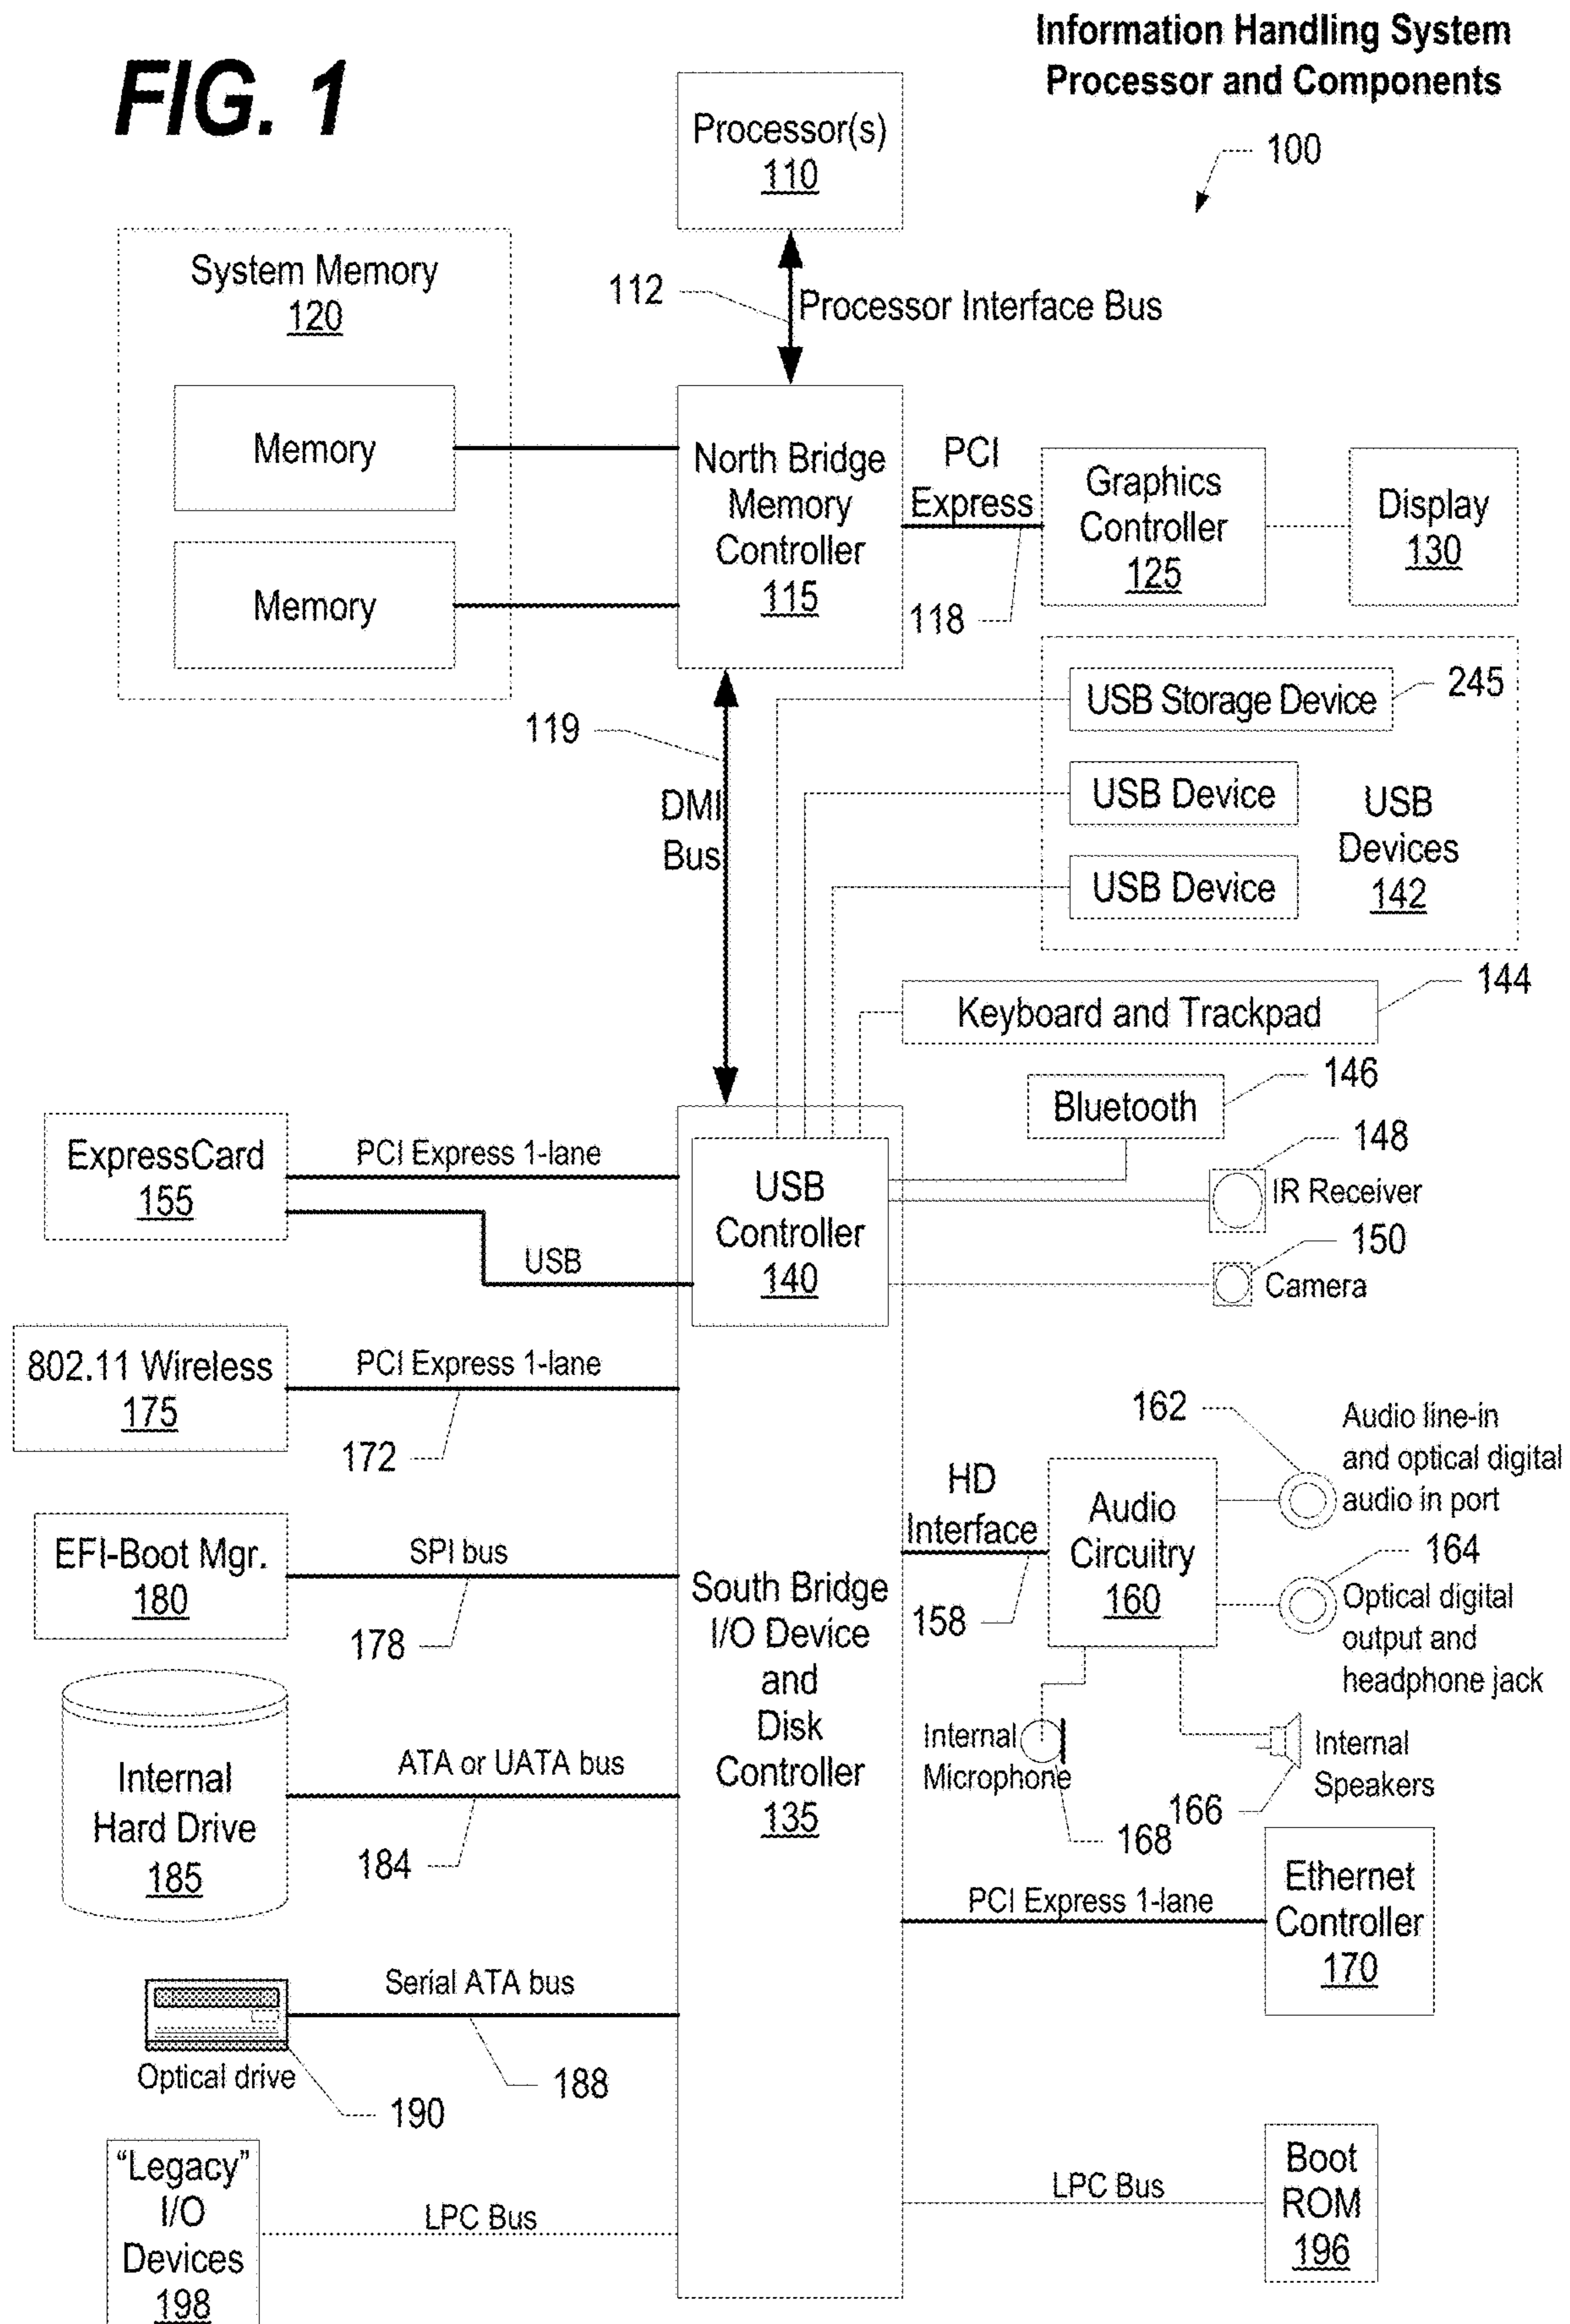 FIG. 1
Information Handling System
Processor and Components
100
Processor(s)
110
112
Processor Interface Bus
System Memory
120
Memory
Memory
North Bridge
Memory
Controller
115
PCI
Express
118
Graphics
Controller
125
Display
130
119
DMI
Bus
USB Storage Device
245
USB Device
USB Device
USB
Devices
142
Keyboard and Trackpad
144
Bluetooth
146
148
IR Receiver
150
Camera
ExpressCard
155
PCI Express 1-lane
USB
USB
Controller
140
802.11 Wireless
175
PCI Express 1-lane
172
EFI-Boot Mgr.
180
SPI bus
178
Internal
Hard Drive
185
ATA or UATA bus
184
Optical drive
190
Serial ATA bus
188
"Legacy"
I/O
Devices
198
LPC Bus
South Bridge
I/O Device
and
Disk
Controller
135
HD
Interface
158
Audio
Circuitry
160
162
Audio line-in
and optical digital
audio in port
164
Optical digital
output and
headphone jack
Internal
Microphone
168
166
Internal
Speakers
PCI Express 1-lane
Ethernet
Controller
170
LPC Bus
Boot
ROM
196